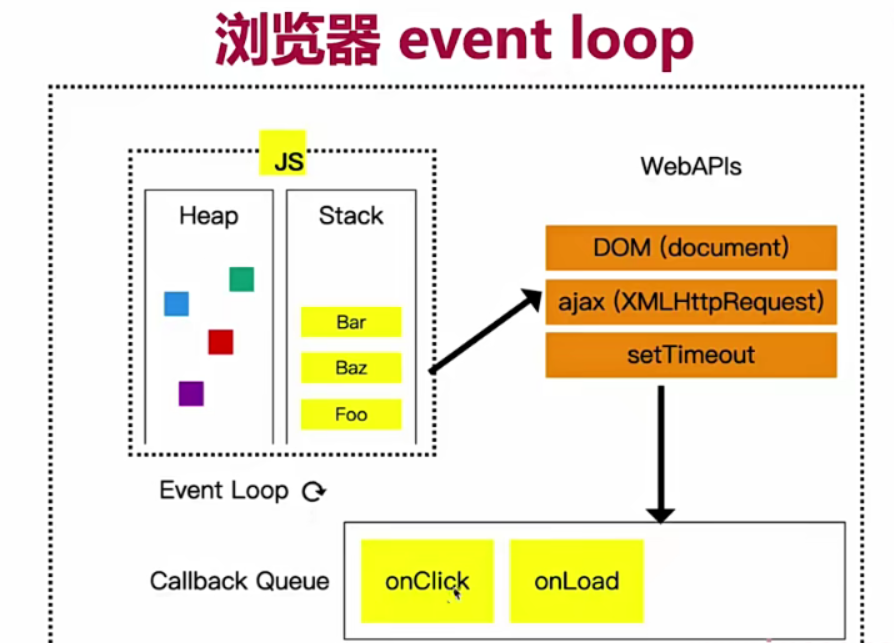 浏览器 event loop
JS
Heap
Stack
Bar
Baz
Foo
WebAPIs
DOM (document)
ajax (XMLHttpRequest)
setTimeout
Event Loop
Callback Queue
onClick
onLoad